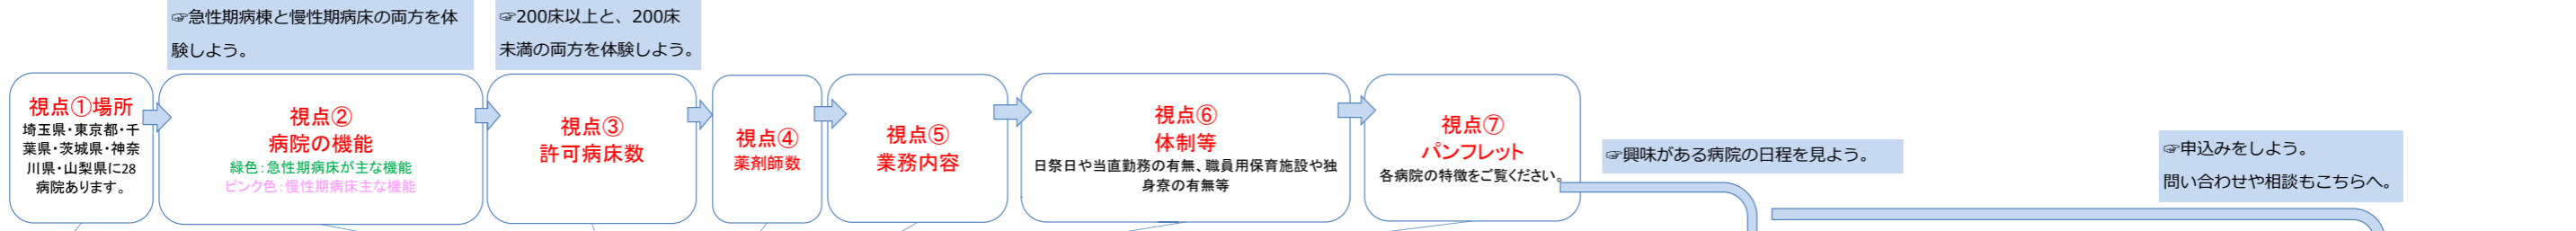 ☞急性期病棟と慢性期病床の両方を体
験しよう。
☞200床以上と、200床
未満の両方を体験しよう。
視点①場所
埼玉県・東京都・千
葉県・茨城県・神奈
川県・山梨県に28
病院あります。
視点②
病院の機能
緑色:急性期病床が主な機能
ピンク色:慢性期病床主な機能
視点③
許可病床数
視点④
薬剤師数
視点⑤
業務内容
視点⑥
体制等
日祭日や当直勤務の有無、職員用保育施設や独
身寮の有無等
視点⑦
パンフレット
各病院の特徴をご覧ください。
☞興味がある病院の日程を見よう。
☞申込みをしよう。
問い合わせや相談もこちらへ。